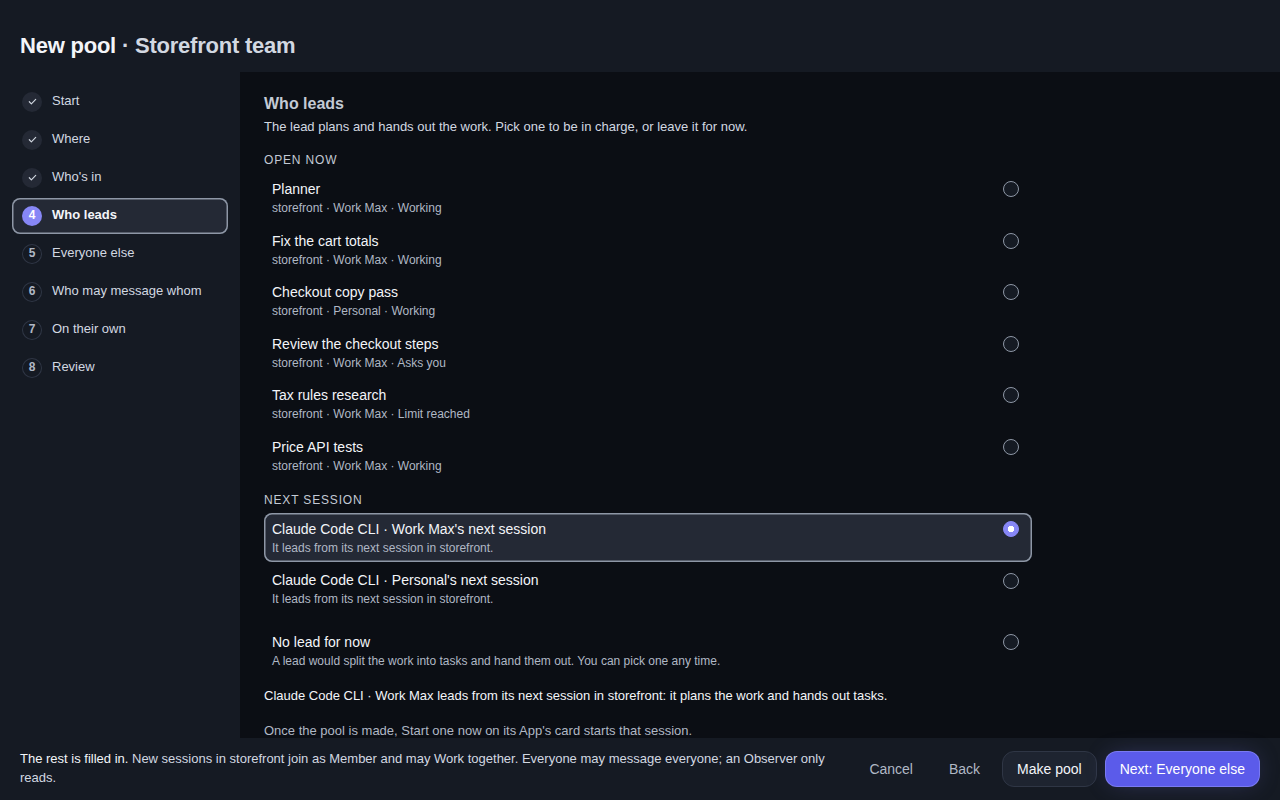 New pool · Storefront team
Start
Where
Who's in
4 Who leads
5 Everyone else
6 Who may message whom
7 On their own
8 Review
Who leads
The lead plans and hands out the work. Pick one to be in charge, or leave it for now.
OPEN NOW
Planner
storefront · Work Max · Working
Fix the cart totals
storefront · Work Max · Working
Checkout copy pass
storefront · Personal · Working
Review the checkout steps
storefront · Work Max · Asks you
Tax rules research
storefront · Work Max · Limit reached
Price API tests
storefront · Work Max · Working
NEXT SESSION
Claude Code CLI · Work Max's next session
It leads from its next session in storefront.
Claude Code CLI · Personal's next session
It leads from its next session in storefront.
No lead for now
A lead would split the work into tasks and hand them out. You can pick one any time.
Claude Code CLI · Work Max leads from its next session in storefront: it plans the work and hands out tasks.
Once the pool is made, Start one now on its App's card starts that session.
The rest is filled in. New sessions in storefront join as Member and may Work together. Everyone may message everyone; an Observer only
reads.
Cancel
Back
Make pool
Next: Everyone else